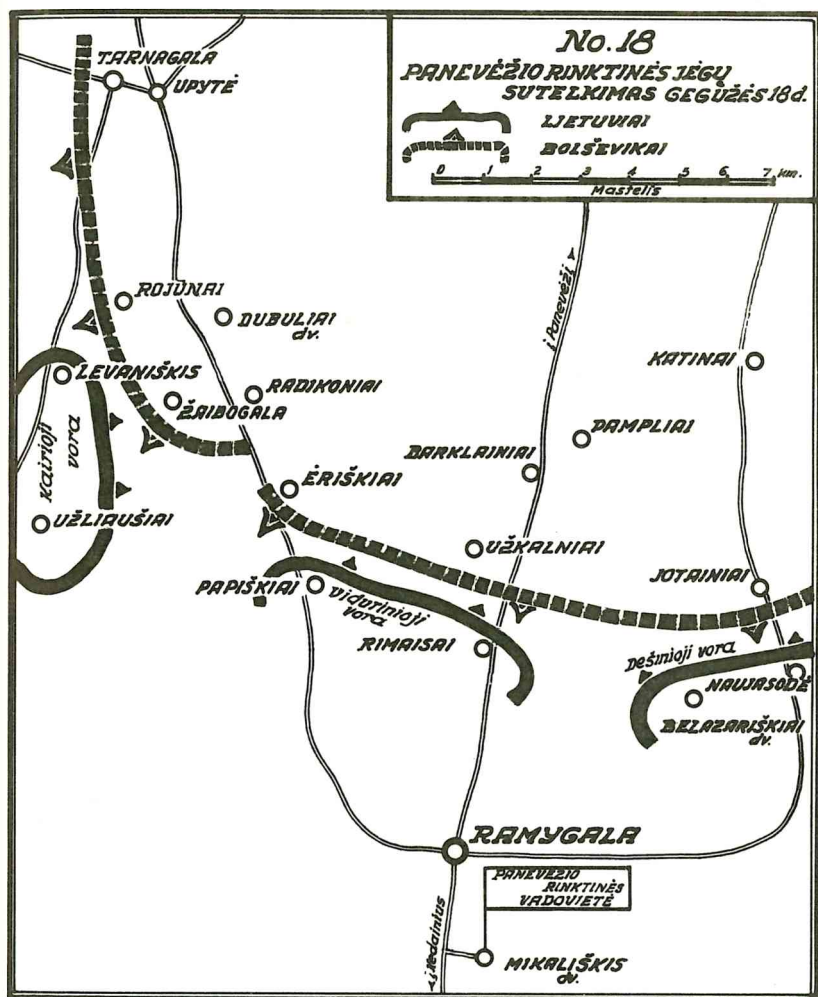 No. 18
PANEVĖŽIO RINKTINĖS JĖGŲ
SUTELKIMAS GEGUŽĖS 18 d.
LIETUVIAI
BOLŠEVIKAI
0 1 2 3 4 5 6 7 km.
Mastelis
TARNAGALA
UPYTĖ
į Panevėžį
ROJŪNAI
DUBULIAI
dv.
KATINAI
LEVANIŠKIS
RADIKONIAI
ŽAIBOGALA
Kairioji
vora
PAMPLIAI
BARKLAINIAI
ĖRIŠKIAI
UŽLIAUŠIAI
UŽKALNIAI
JOTAINIAI
PAPIŠKIAI
Vidurinioji
vora
RIMAISAI
Dešinioji vora
NAUJASODĖ
BELAZARIŠKIAI
dv.
RAMYGALA
PANEVĖŽIO
RINKTINĖS
VADOVIETĖ
į Kėdainius
MIKALIŠKIS
dv.